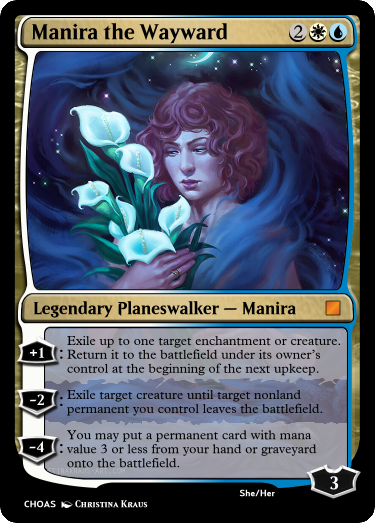 Manira the Wayward 2
Legendary Planeswalker — Manira
+1: Exile up to one target enchantment or creature.
Return it to the battlefield under its owner's
control at the beginning of the next upkeep.
-2: Exile target creature until target nonland
permanent you control leaves the battlefield.
-4: You may put a permanent card with mana
value 3 or less from your hand or graveyard
onto the battlefield.
3
She/Her
CHOAS Christina Kraus